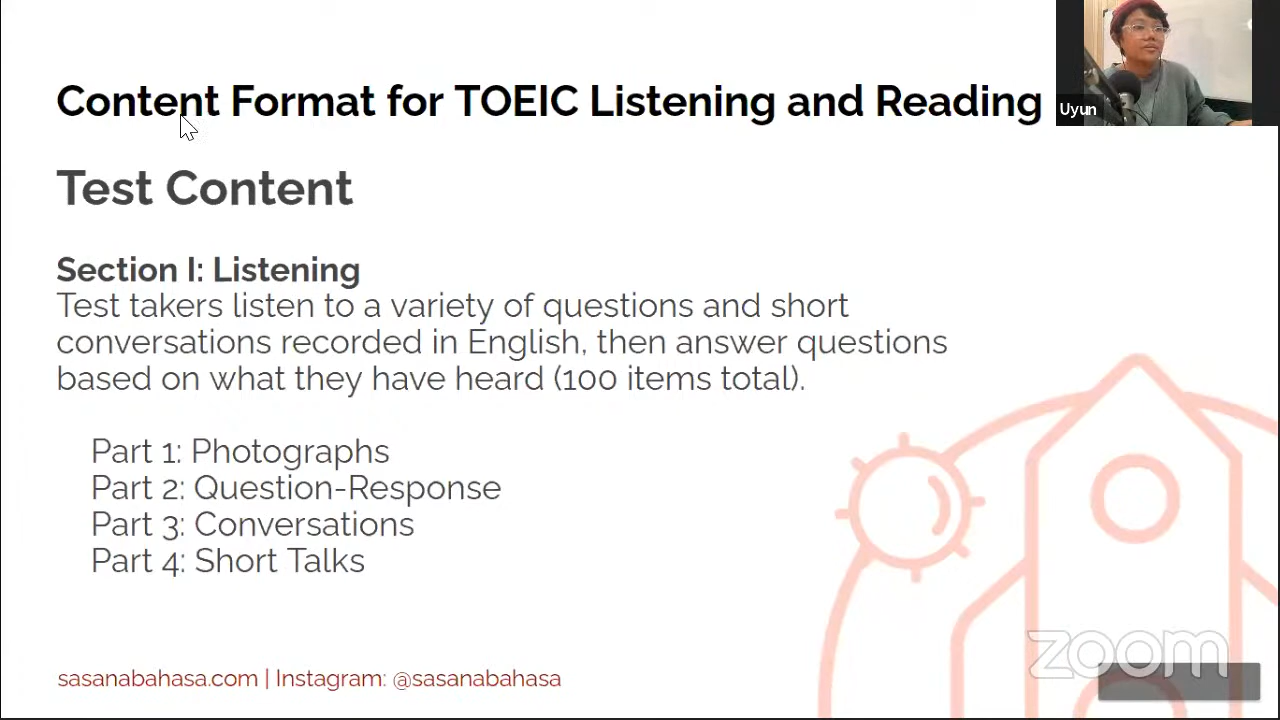 Content Format for TOEIC Listening and Reading
Uyun
Test Content
Section I: Listening
Test takers listen to a variety of questions and short
conversations recorded in English, then answer questions
based on what they have heard (100 items total).
Part 1: Photographs
Part 2: Question-Response
Part 3: Conversations
Part 4: Short Talks
zoom
sasanabahasa.com | Instagram: @sasanabahasa